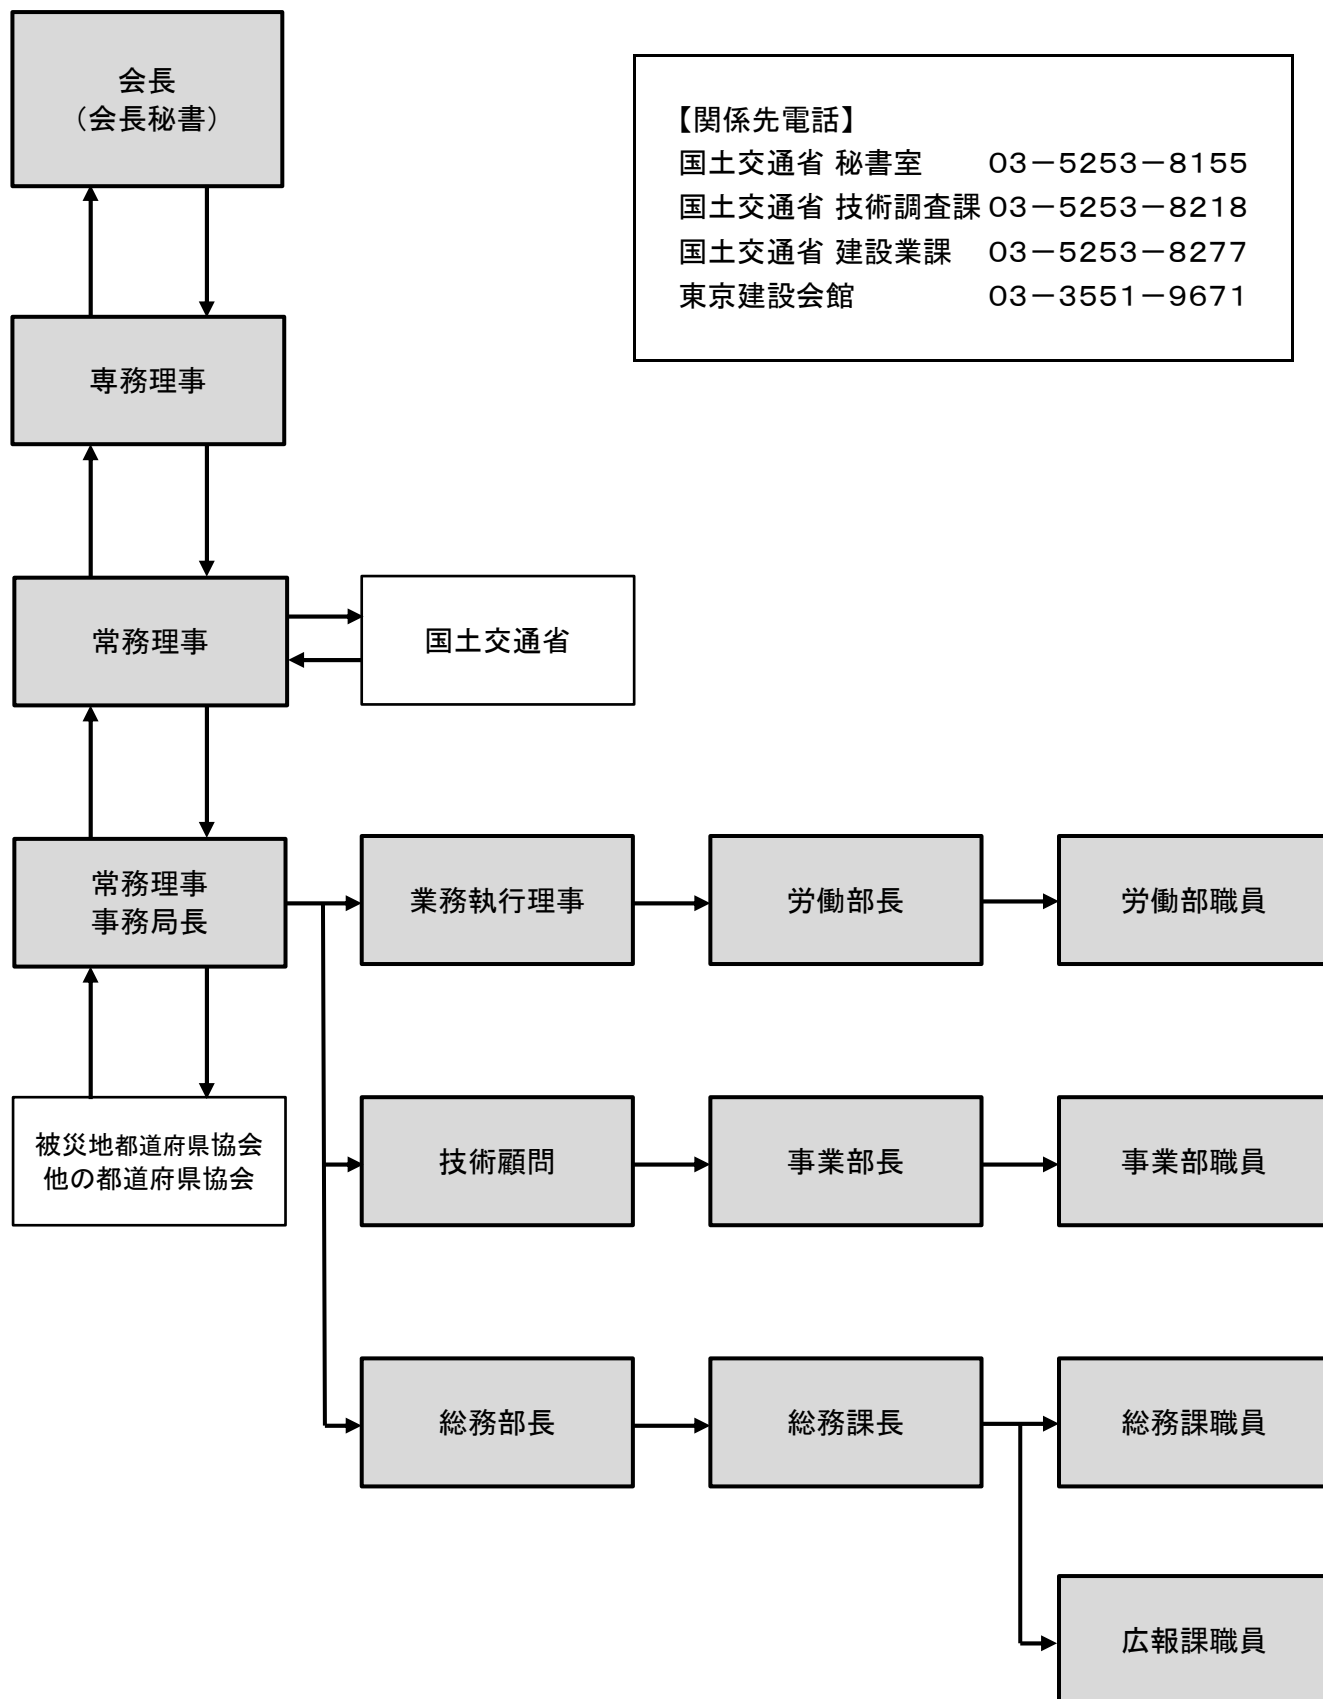 会長
（会長秘書）
【関係先電話】
国土交通省 秘書室　　０３－５２５３－８１５５
国土交通省 技術調査課０３－５２５３－８２１８
国土交通省 建設業課　０３－５２５３－８２７７
東京建設会館　　　　　０３－３５５１－９６７１
専務理事
常務理事
国土交通省
常務理事
事務局長
業務執行理事
労働部長
労働部職員
被災地都道府県協会
他の都道府県協会
技術顧問
事業部長
事業部職員
総務部長
総務課長
総務課職員
広報課職員